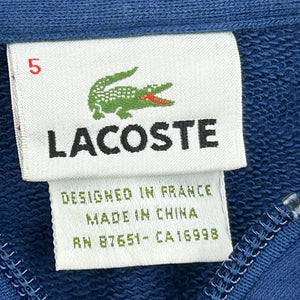 5
LACOSTE
DESIGNED IN FRANCE
MADE IN CHINA
RN 87651- CA16998